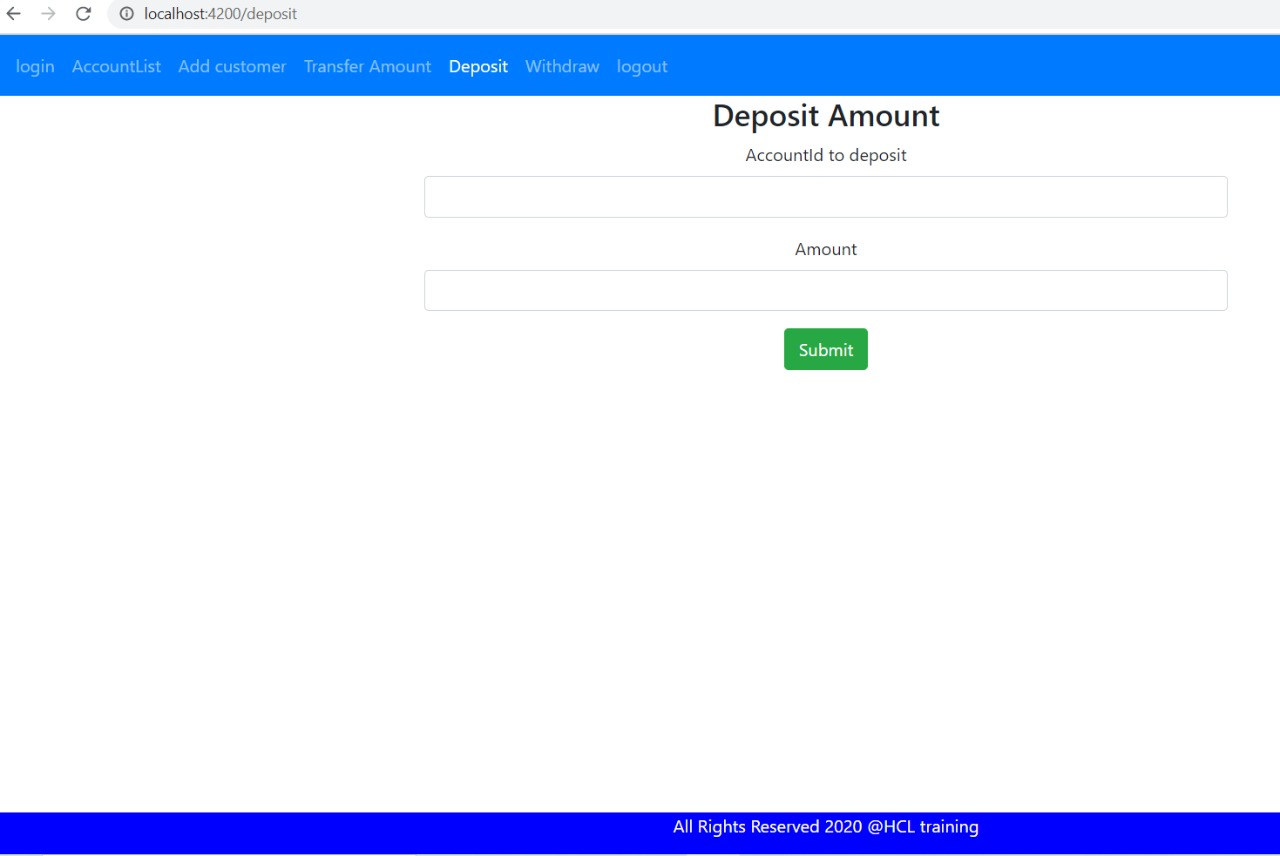 localhost:4200/deposit
login AccountList Add customer Transfer Amount Deposit Withdraw logout
Deposit Amount
AccountId to deposit
Amount
Submit
All Rights Reserved 2020 @HCL training